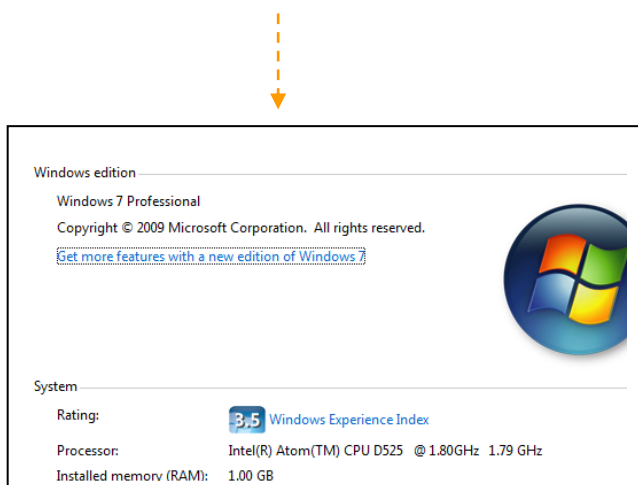 Windows edition
Windows 7 Professional
Copyright © 2009 Microsoft Corporation.  All rights reserved.
Get more features with a new edition of Windows 7
System
Rating: 3.5 Windows Experience Index
Processor: Intel(R) Atom(TM) CPU D525 @ 1.80GHz 1.79 GHz
Installed memory (RAM): 1.00 GB